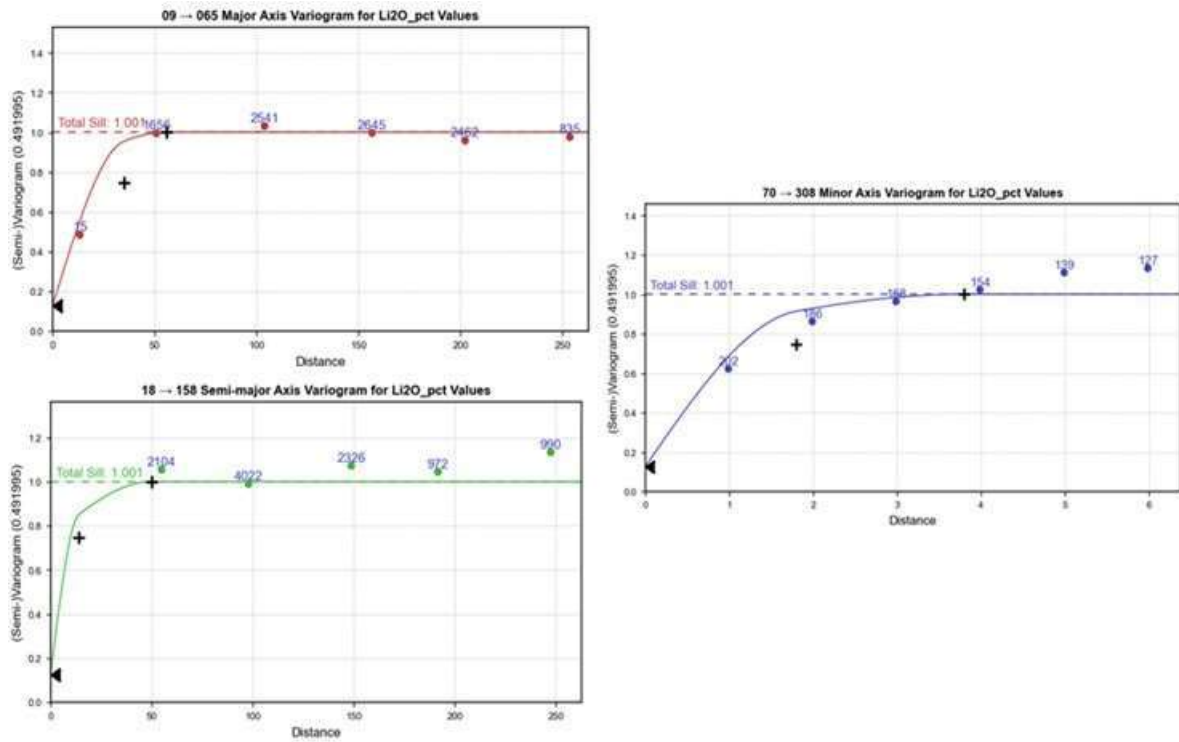 09 → 065 Major Axis Variogram for Li2O_pct Values
(Semi-)Variogram (0.491995)
1.4
1.2
1.0
0.8
0.6
0.4
0.2
0.0
Total Sill: 1.001
15
1656
2541
2645
2462
835
0 50 100 150 200 250
Distance
18 → 158 Semi-major Axis Variogram for Li2O_pct Values
(Semi-)Variogram (0.491995)
1.2
1.0
0.8
0.6
0.4
0.2
0.0
Total Sill: 1.001
2104
4022
2326
972
990
0 50 100 150 200 250
Distance
70 → 308 Minor Axis Variogram for Li2O_pct Values
(Semi-)Variogram (0.491995)
1.4
1.2
1.0
0.8
0.6
0.4
0.2
0.0
Total Sill: 1.001
202
186
154
139
127
0 1 2 3 4 5 6
Distance